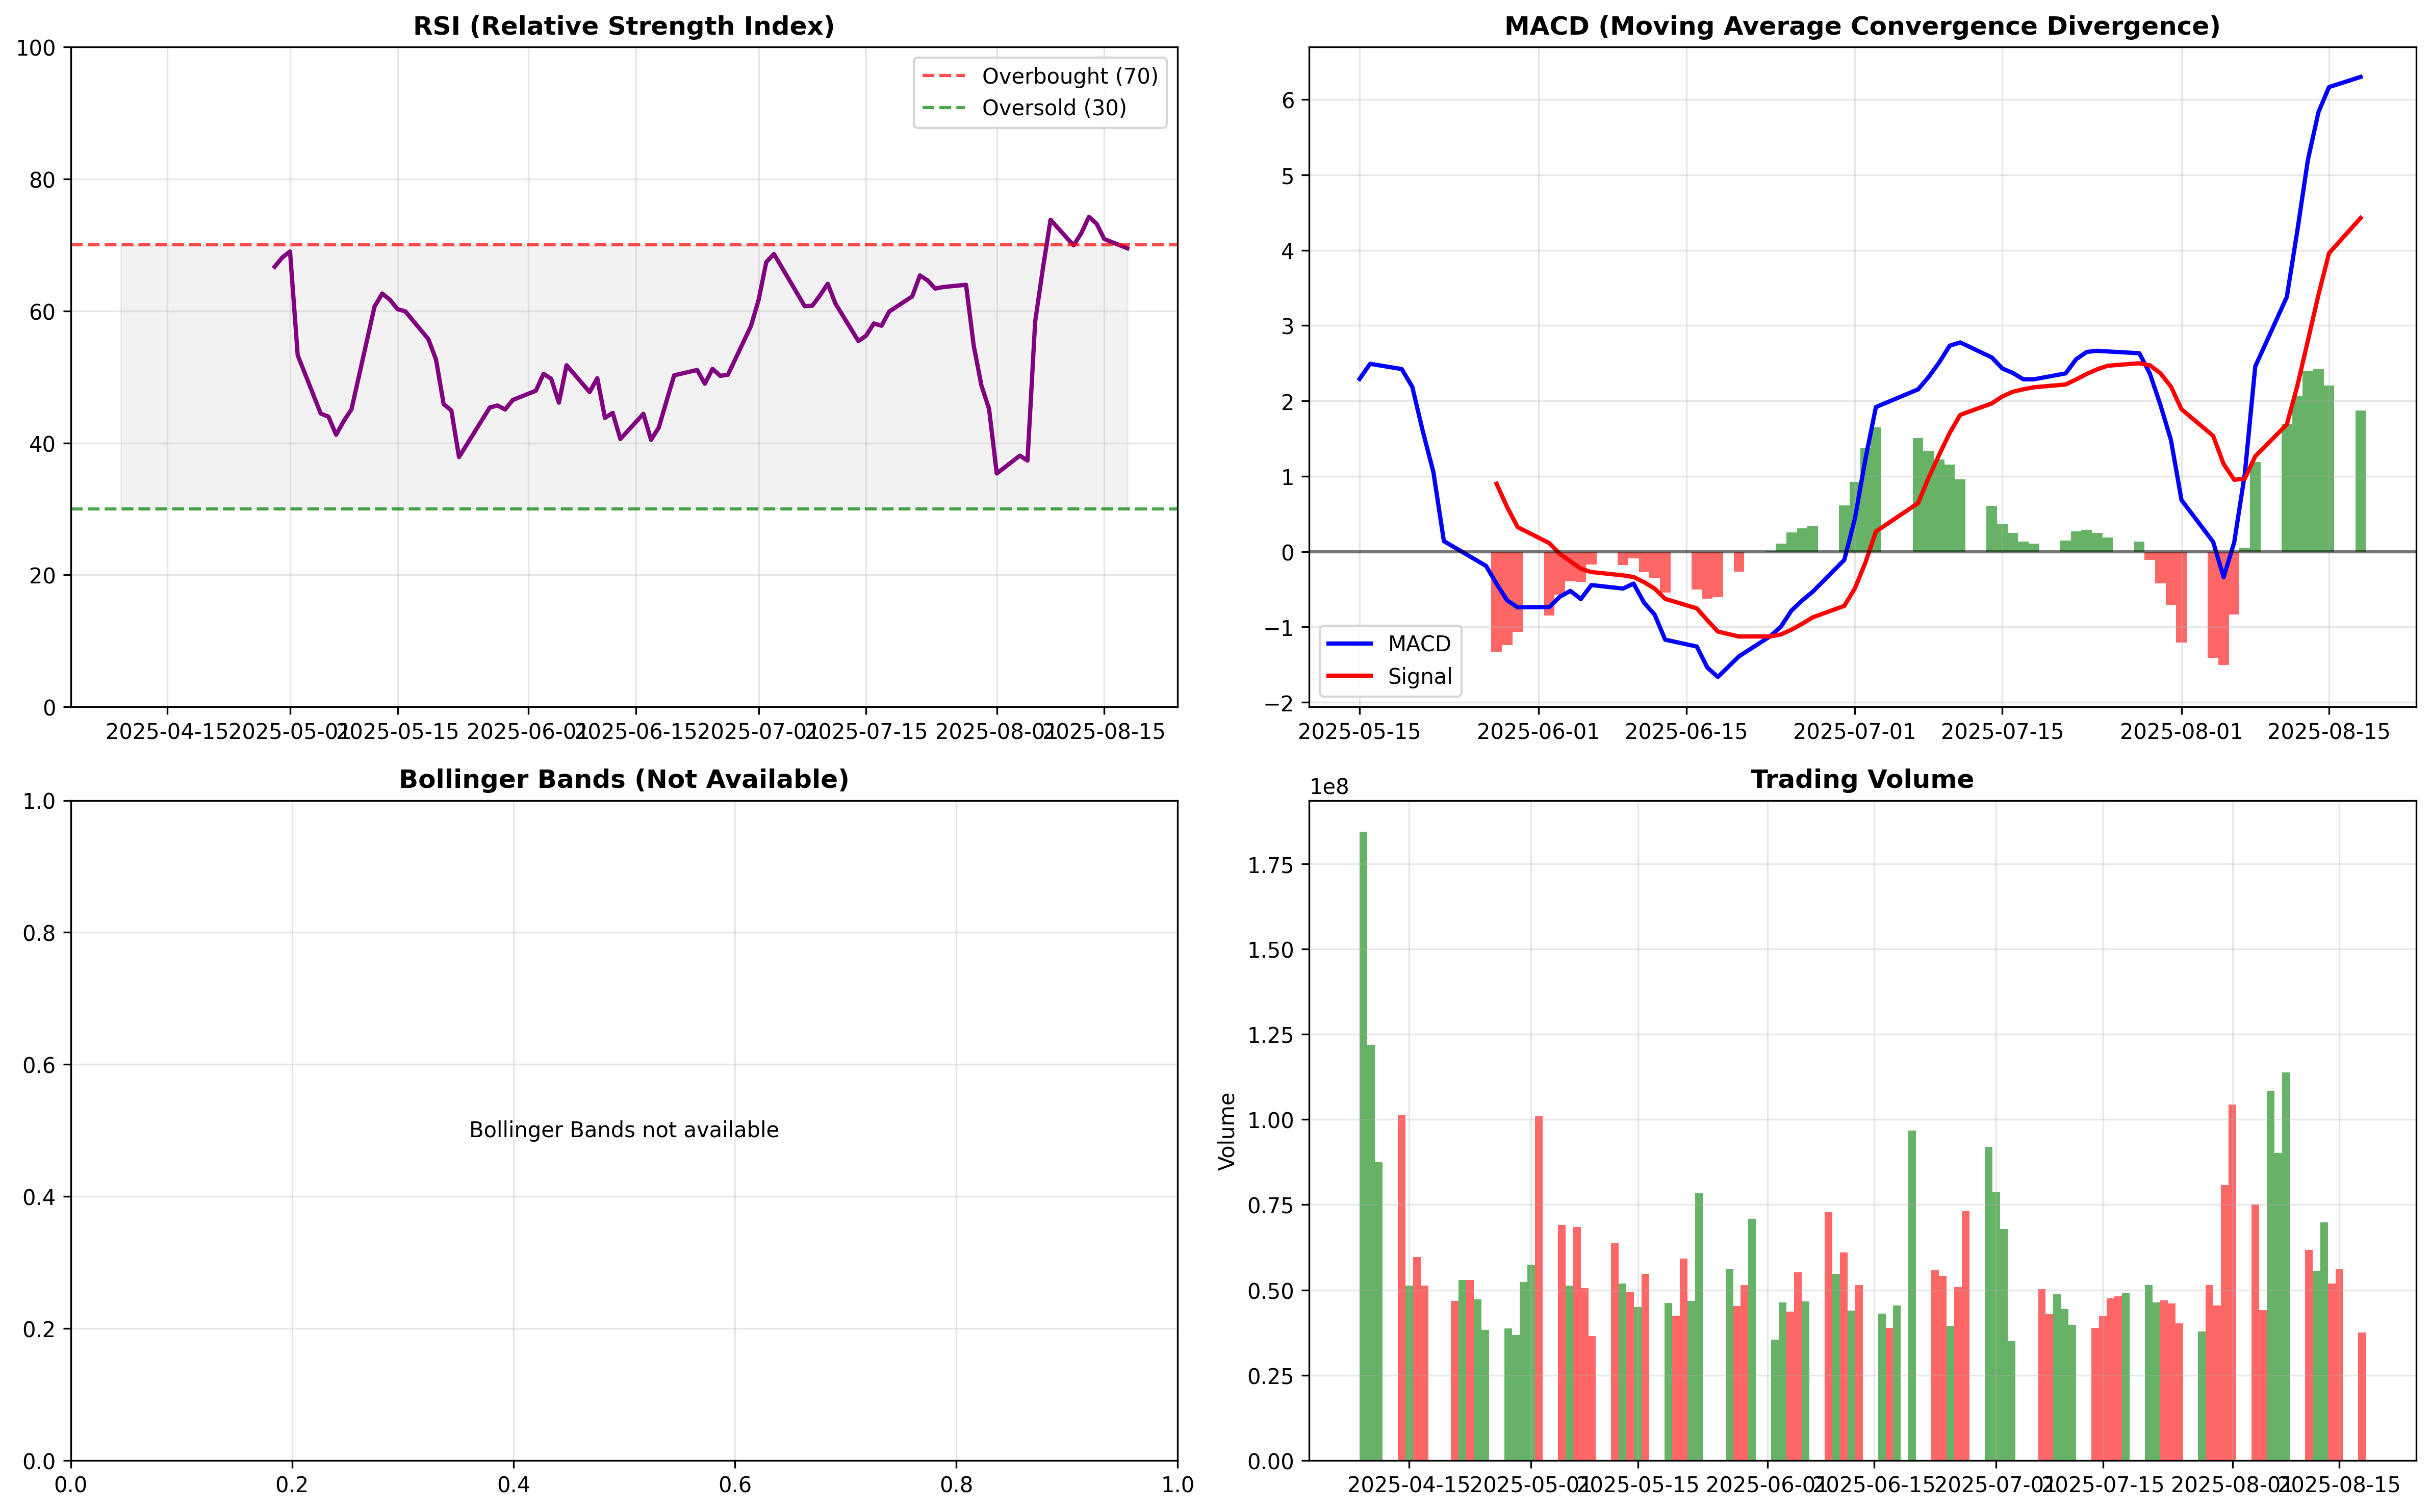 RSI (Relative Strength Index)
100
80
60
40
20
0
Overbought (70)
Oversold (30)
2025-04-15 2025-05-01 2025-05-15 2025-06-01 2025-06-15 2025-07-01 2025-07-15 2025-08-01 2025-08-15
MACD (Moving Average Convergence Divergence)
6
5
4
3
2
1
0
−1
−2
MACD
Signal
2025-05-15 2025-06-01 2025-06-15 2025-07-01 2025-07-15 2025-08-01 2025-08-15
Bollinger Bands (Not Available)
1.0
0.8
0.6
0.4
0.2
0.0
Bollinger Bands not available
0.0 0.2 0.4 0.6 0.8 1.0
Trading Volume
1e8
Volume
1.75
1.50
1.25
1.00
0.75
0.50
0.25
0.00
2025-04-15 2025-05-01 2025-05-15 2025-06-01 2025-06-15 2025-07-01 2025-07-15 2025-08-01 2025-08-15